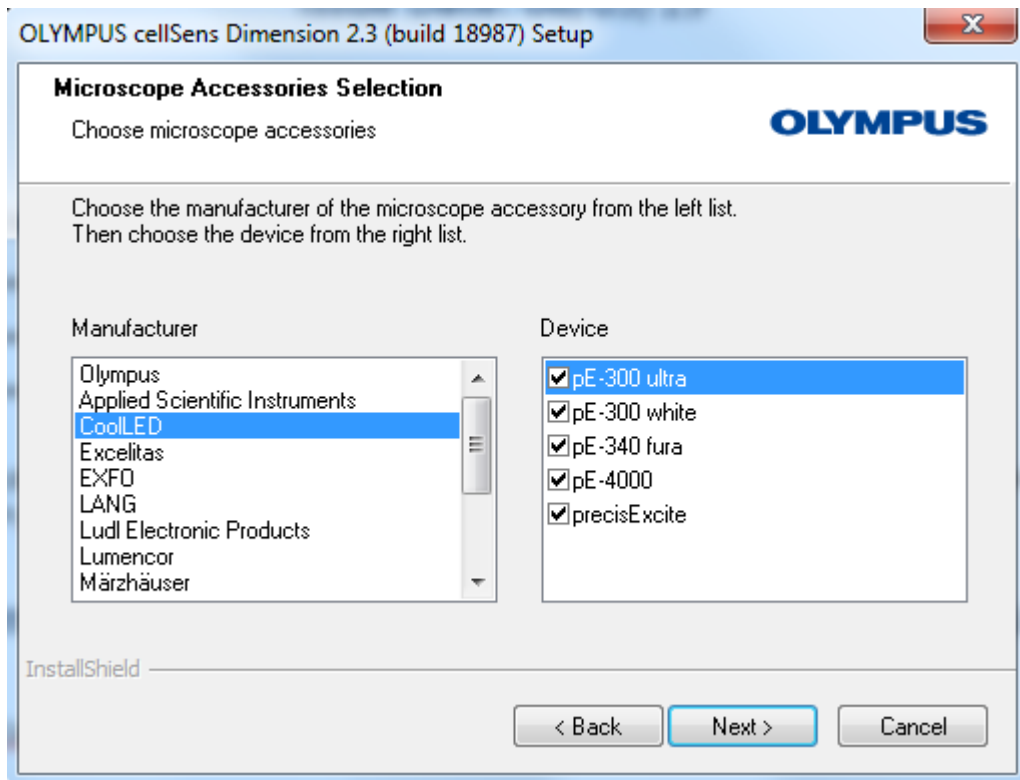 OLYMPUS cellSens Dimension 2.3 (build 18987) Setup
Microscope Accessories Selection
Choose microscope accessories
OLYMPUS
Choose the manufacturer of the microscope accessory from the left list.
Then choose the device from the right list.
Manufacturer
Olympus
Applied Scientific Instruments
CoolLED
Excelitas
EXFO
LANG
Ludl Electronic Products
Lumencor
Märzhäuser
Device
pE-300 ultra
pE-300 white
pE-340 fura
pE-4000
precisExcite
InstallShield
< Back
Next >
Cancel